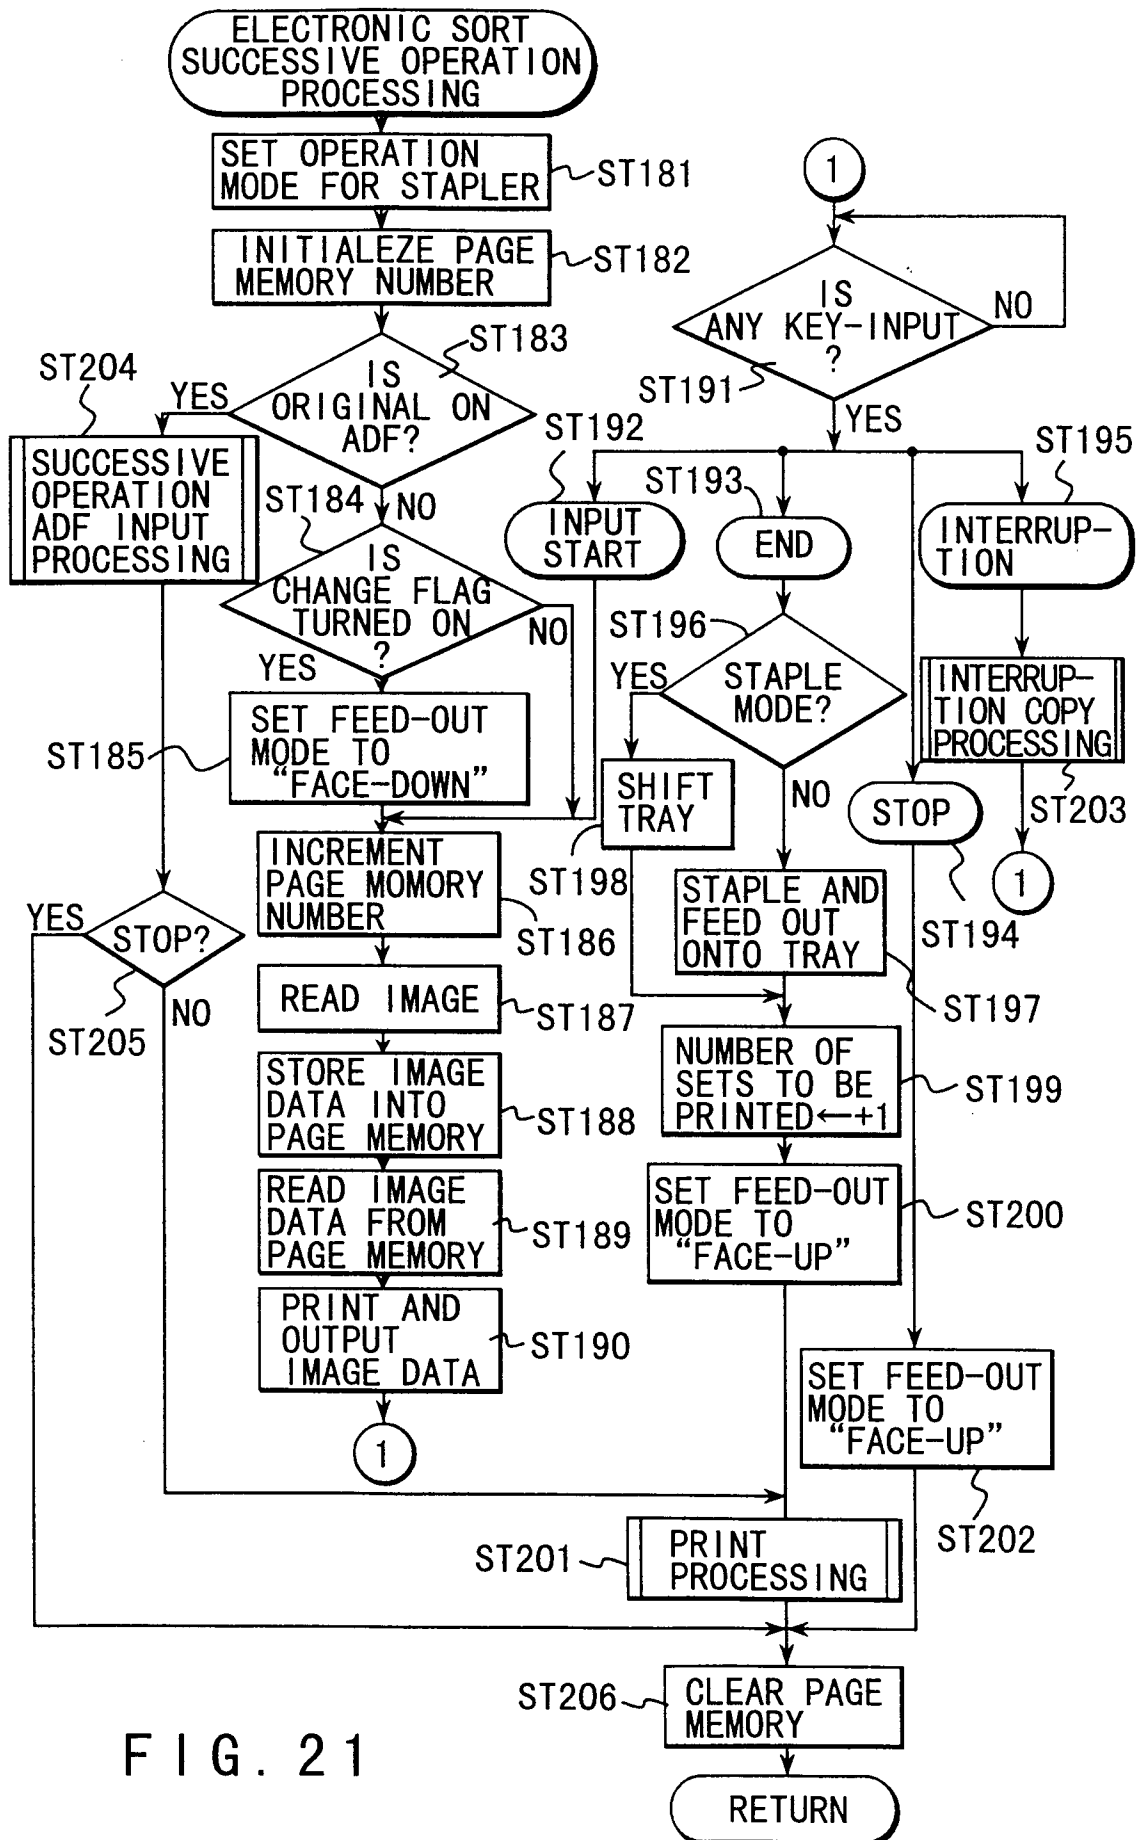 ELECTRONIC SORT
SUCCESSIVE OPERATION
PROCESSING
SET OPERATION
MODE FOR STAPLER
ST181
INITIALEZE PAGE
MEMORY NUMBER
ST182
ST183
IS
ORIGINAL ON
ADF?
YES
NO
ST204
SUCCESSIVE
OPERATION
ADF INPUT
PROCESSING
ST184
IS
CHANGE FLAG
TURNED ON
?
NO
YES
SET FEED-OUT
MODE TO
“FACE-DOWN”
ST185
INCREMENT
PAGE MOMORY
NUMBER
ST186
READ IMAGE
ST187
STORE IMAGE
DATA INTO
PAGE MEMORY
ST188
READ IMAGE
DATA FROM
PAGE MEMORY
ST189
PRINT AND
OUTPUT
IMAGE DATA
ST190
1
YES
STOP?
NO
ST205
1
IS
ANY KEY-INPUT
?
NO
ST191
YES
ST192
INPUT
START
ST193
END
ST195
INTERRUP-
TION
ST196
YES
STAPLE
MODE?
NO
INTERRUP-
TION COPY
PROCESSING
ST203
1
SHIFT
TRAY
ST198
STOP
ST194
STAPLE AND
FEED OUT
ONTO TRAY
ST197
NUMBER OF
SETS TO BE
PRINTED←+1
ST199
SET FEED-OUT
MODE TO
“FACE-UP”
ST200
SET FEED-OUT
MODE TO
“FACE-UP”
ST202
ST201
PRINT
PROCESSING
ST206
CLEAR PAGE
MEMORY
RETURN
FIG. 21